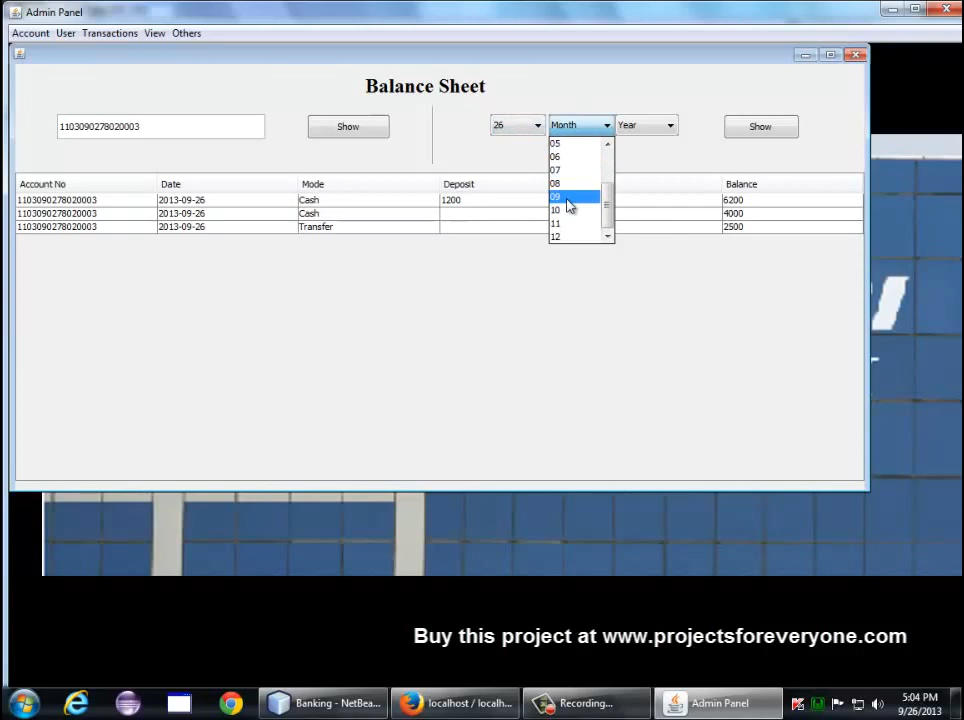 Admin Panel
Account User Transactions View Others
Balance Sheet
1103090278020003 Show 26 Month Year Show
05
06
07
08
09
10
11
12
Account No Date Mode Deposit Balance
1103090278020003 2013-09-26 Cash 1200 6200
1103090278020003 2013-09-26 Cash 4000
1103090278020003 2013-09-26 Transfer 2500
Buy this project at www.projectsforeveryone.com
Banking - NetBea... localhost / localh... Recording... Admin Panel
5:04 PM
9/26/2013